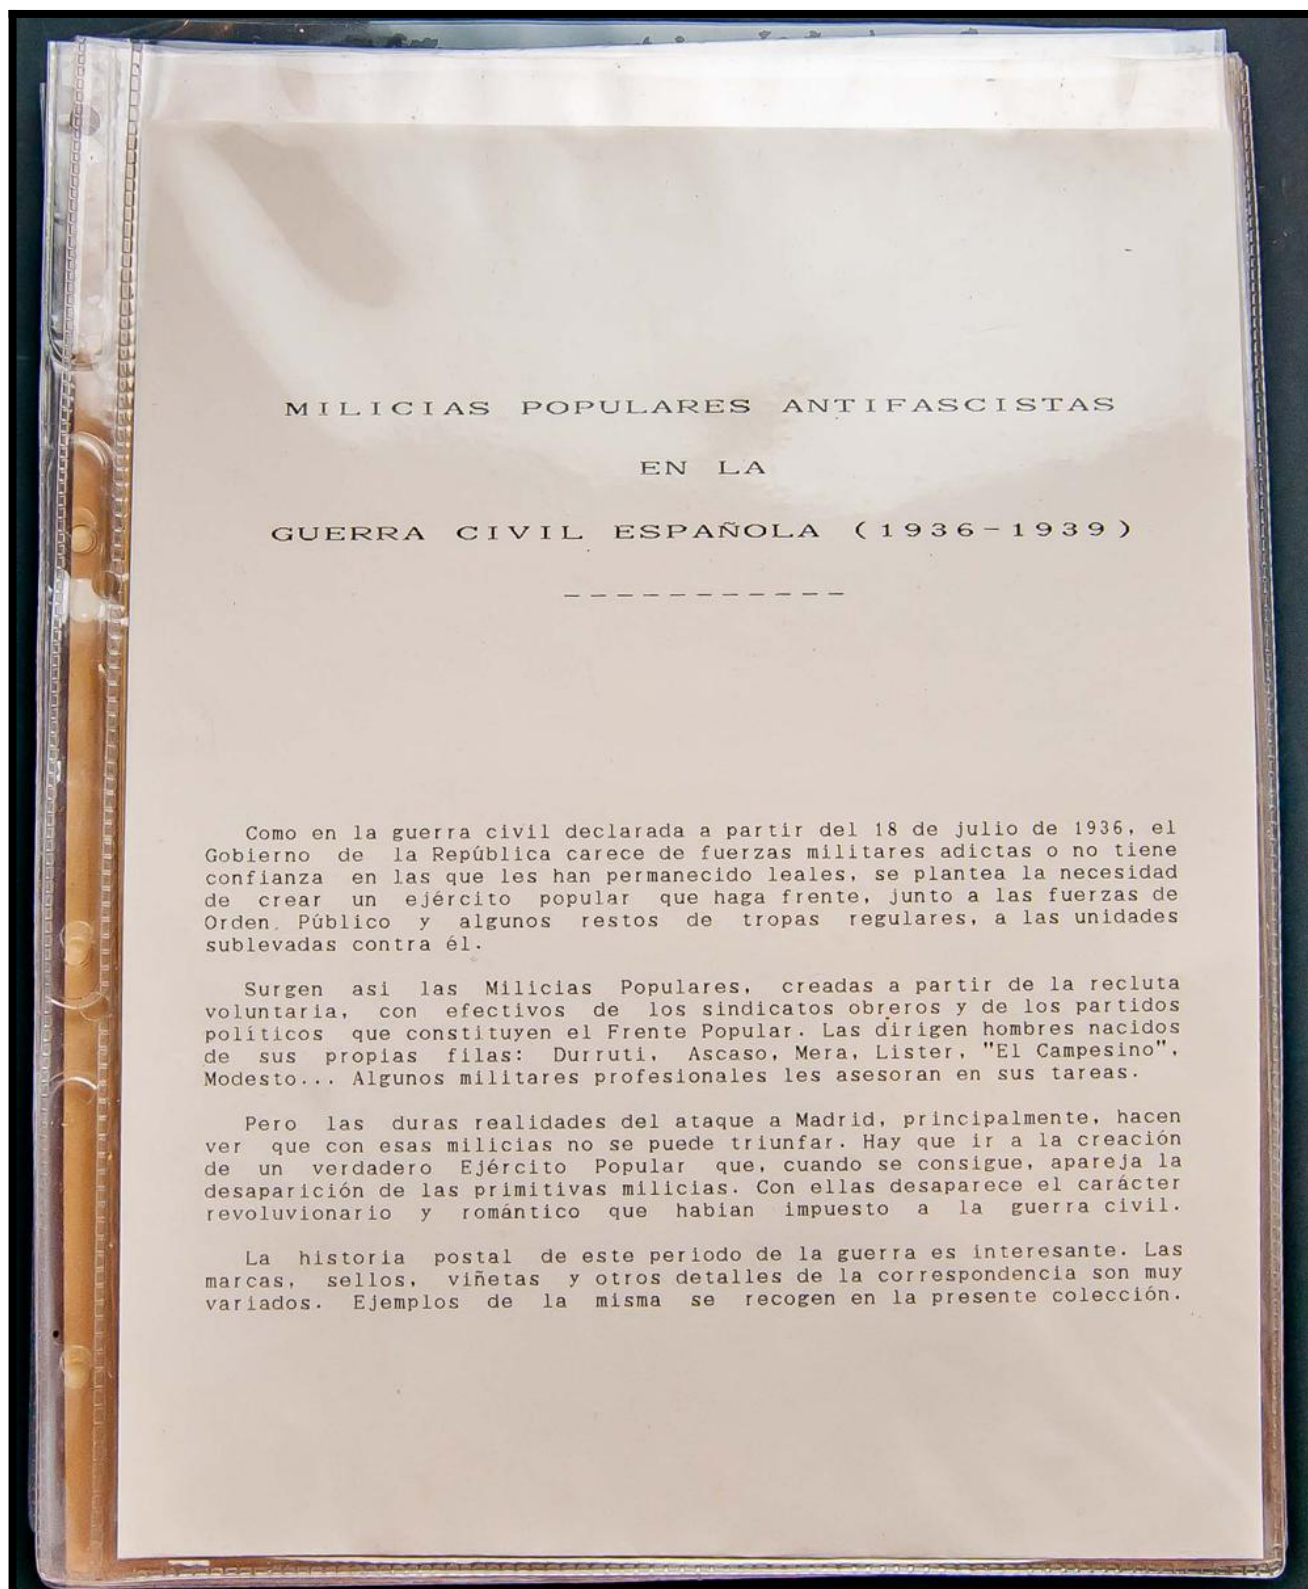 MILICIAS POPULARES ANTIFASCISTAS
EN LA
GUERRA CIVIL ESPAÑOLA (1936-1939)
-----------
Como en la guerra civil declarada a partir del 18 de julio de 1936, el
Gobierno de la República carece de fuerzas militares adictas o no tiene
confianza en las que les han permanecido leales, se plantea la necesidad
de crear un ejército popular que haga frente, junto a las fuerzas de
Orden Público y algunos restos de tropas regulares, a las unidades
sublevadas contra él.
Surgen asi las Milicias Populares, creadas a partir de la recluta
voluntaria, con efectivos de los sindicatos obreros y de los partidos
políticos que constituyen el Frente Popular. Las dirigen hombres nacidos
de sus propias filas: Durruti, Ascaso, Mera, Lister, "El Campesino",
Modesto... Algunos militares profesionales les asesoran en sus tareas.
Pero las duras realidades del ataque a Madrid, principalmente, hacen
ver que con esas milicias no se puede triunfar. Hay que ir a la creación
de un verdadero Ejército Popular que, cuando se consigue, apareja la
desaparición de las primitivas milicias. Con ellas desaparece el carácter
revoluvionario y romántico que habian impuesto a la guerra civil.
La historia postal de este periodo de la guerra es interesante. Las
marcas, sellos, viñetas y otros detalles de la correspondencia son muy
variados. Ejemplos de la misma se recogen en la presente colección.